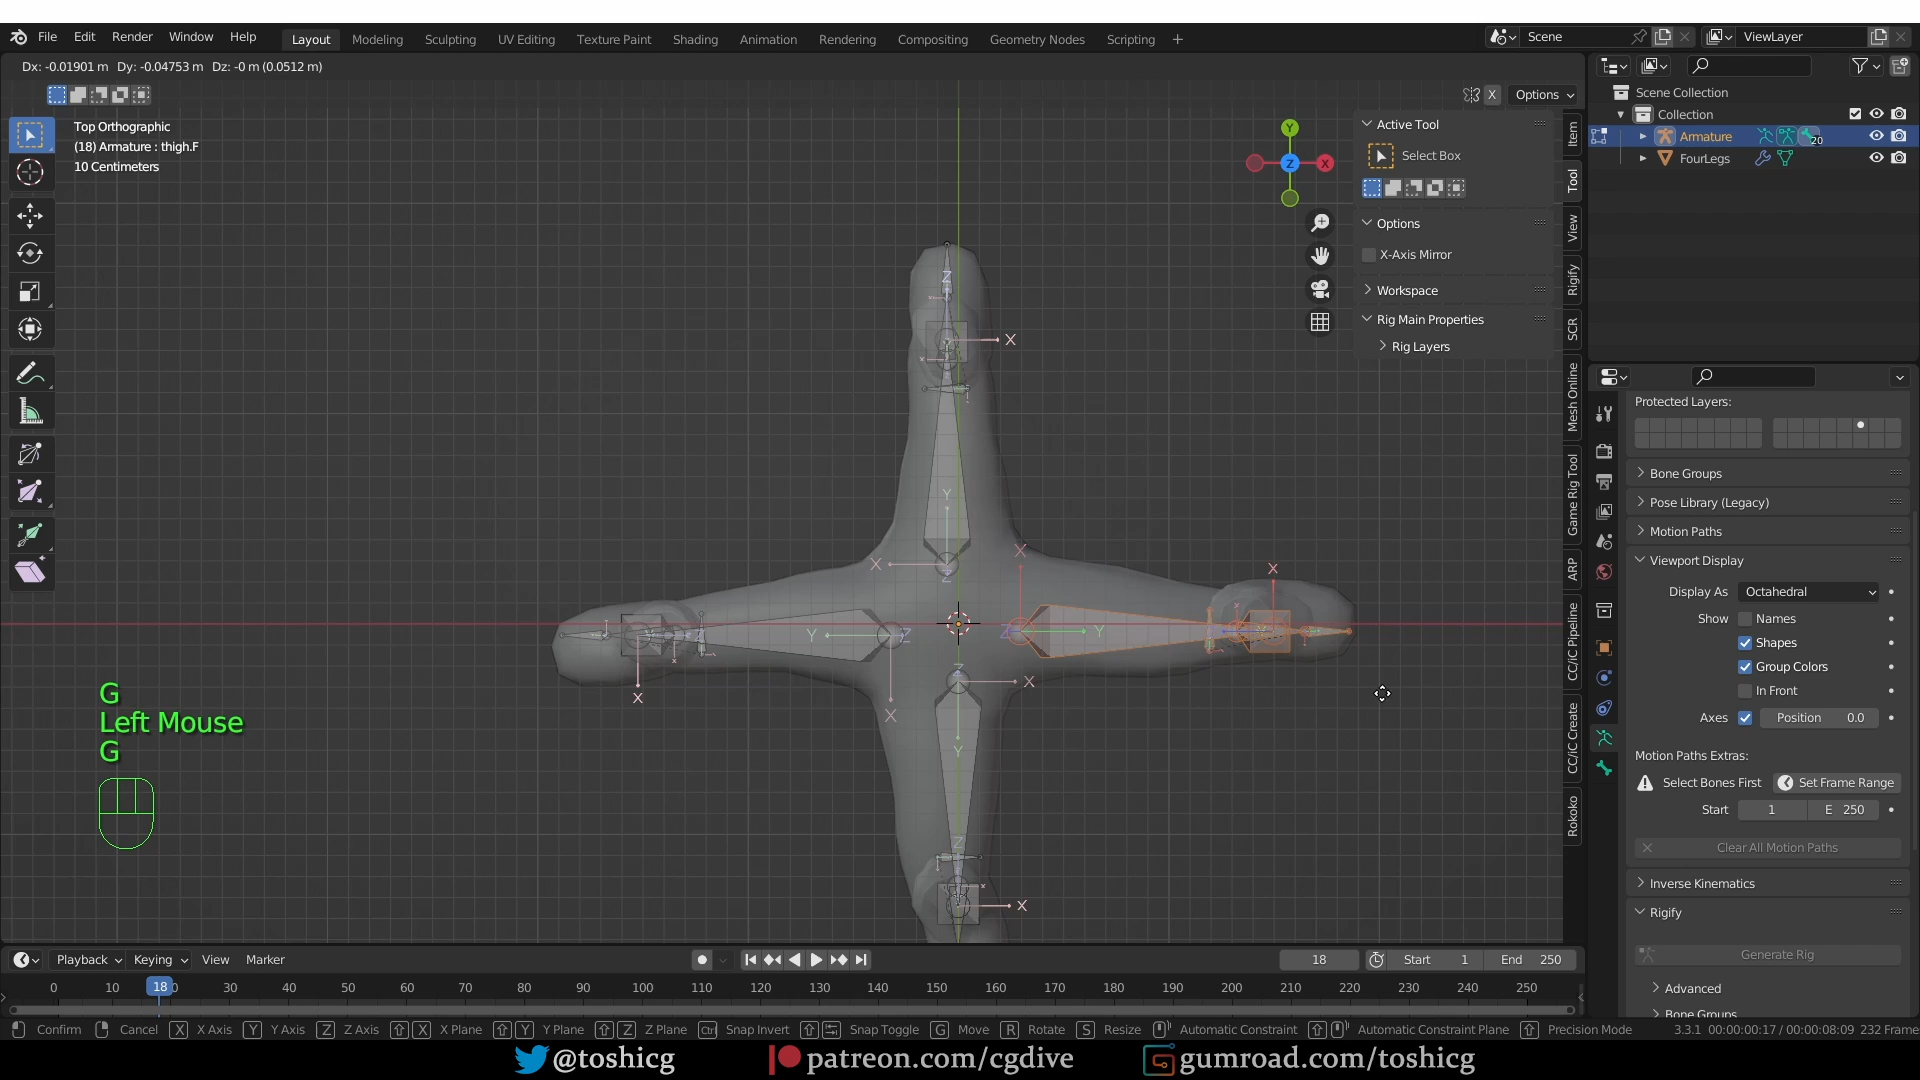 File Edit Render Window Help Layout Modeling Sculpting UV Editing Texture Paint Shading Animation Rendering Compositing Geometry Nodes Scripting + Scene ViewLayer
Dx: -0.01901 m Dy: -0.04753 m Dz: -0 m (0.0512 m)
X Options
Top Orthographic
(18) Armature : thigh.F
10 Centimeters
Y
Z
X
Active Tool
Select Box
Options
X-Axis Mirror
Workspace
Rig Main Properties
Rig Layers
Item
Tool
View
Rigify
SCR
Mesh Online
Game Rig Tool
ARP
CC/iC Pipeline
CC/iC Create
Rokoko
Scene Collection
Collection
Armature 20
FourLegs
Protected Layers:
Bone Groups
Pose Library (Legacy)
Motion Paths
Viewport Display
Display As Octahedral
Show Names
Shapes
Group Colors
In Front
Axes Position 0.0
Motion Paths Extras:
Select Bones First Set Frame Range
Start 1 E 250
Clear All Motion Paths
Inverse Kinematics
Rigify
Generate Rig
Advanced
Bone Groups
Z
X
Y
X
Z
X
X
Y Z
Z Y
X
X
Z
X
Y
Z
X
G
Left Mouse
G
Playback Keying View Marker 18 Start 1 End 250
0 10 18 30 40 50 60 70 80 90 100 110 120 130 140 150 160 170 180 190 200 210 220 230 240 250
Confirm Cancel X X Axis Y Y Axis Z Z Axis X X Plane Y Y Plane Z Z Plane Ctrl Snap Invert Snap Toggle G Move R Rotate S Resize Automatic Constraint Automatic Constraint Plane Precision Mode 3.3.1 00:00:00:17 / 00:00:08:09 232 Frame
@toshicg patreon.com/cgdive gumroad.com/toshicg